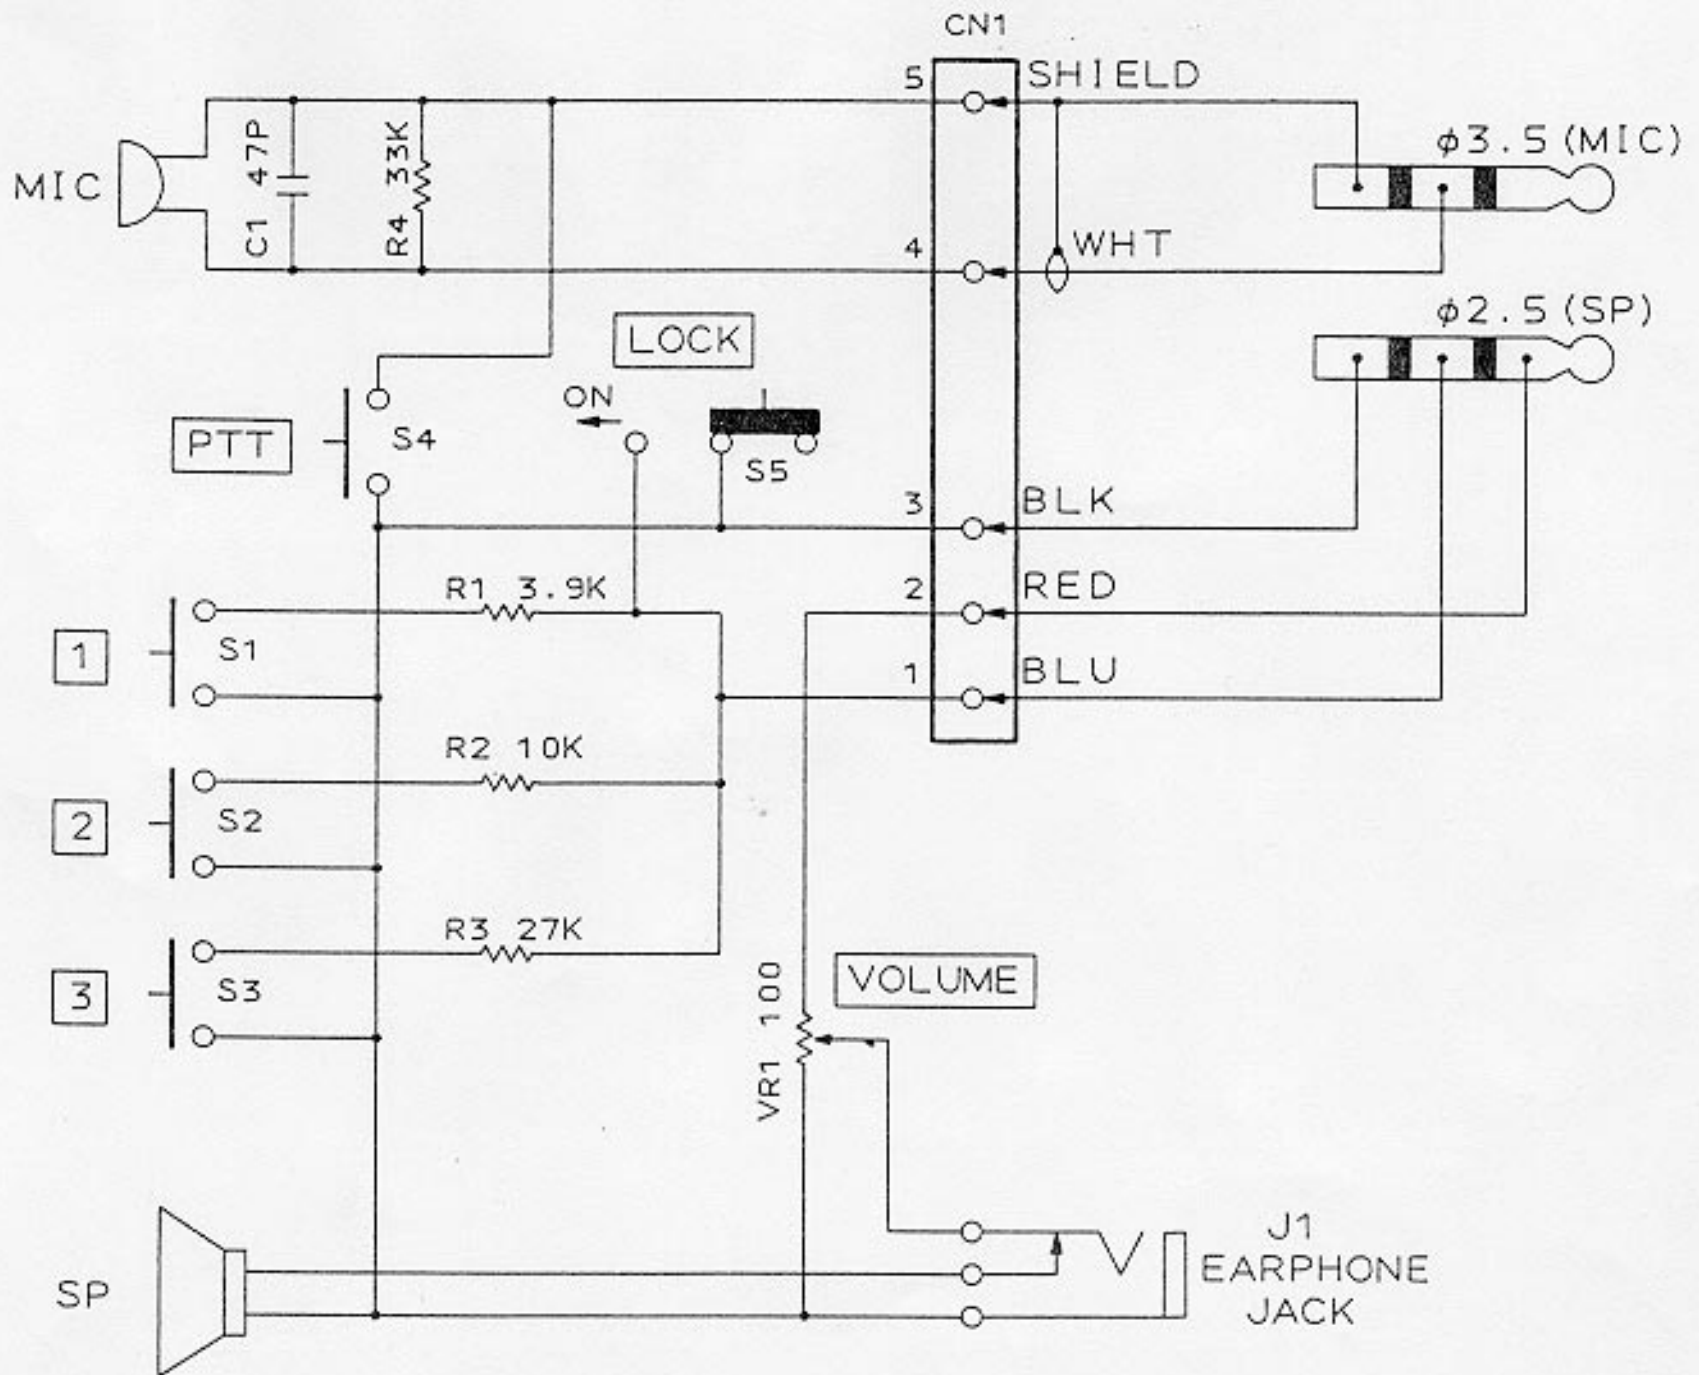 CN1
5 SHIELD
ø3.5(MIC)
MIC
C1 47P
R4 33K
4 WHT
ø2.5(SP)
LOCK
ON
PTT
S4
S5
3 BLK
R1 3.9K
2 RED
1
S1
1 BLU
R2 10K
2
S2
R3 27K
3
S3
VOLUME
VR1 100
SP
J1
EARPHONE
JACK